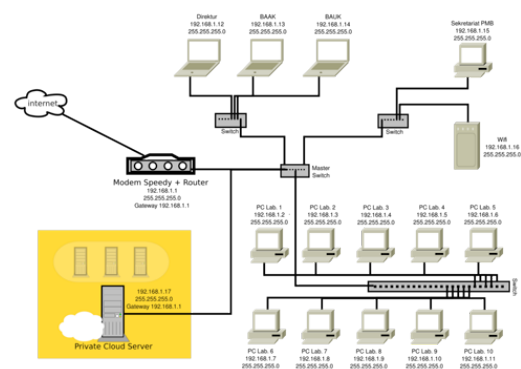 Direktur
192.168.1.12
255.255.255.0
BAAK
192.168.1.13
255.255.255.0
BAUK
192.168.1.14
255.255.255.0
Sekretariat PMB
192.168.1.15
255.255.255.0
internet
Switch
Switch
Wifi
192.168.1.16
255.255.255.0
Master
Switch
Modem Speedy + Router
192.168.1.1
255.255.255.0
Gateway 192.168.1.1
PC Lab. 1
192.168.1.2
255.255.255.0
PC Lab. 2
192.168.1.3
255.255.255.0
PC Lab. 3
192.168.1.4
255.255.255.0
PC Lab. 4
192.168.1.5
255.255.255.0
PC Lab. 5
192.168.1.6
255.255.255.0
Switch
192.168.1.17
255.255.255.0
Gateway 192.168.1.1
Private Cloud Server
PC Lab. 6
192.168.1.7
255.255.255.0
PC Lab. 7
192.168.1.8
255.255.255.0
PC Lab. 8
192.168.1.9
255.255.255.0
PC Lab. 9
192.168.1.10
255.255.255.0
PC Lab. 10
192.168.1.11
255.255.255.0